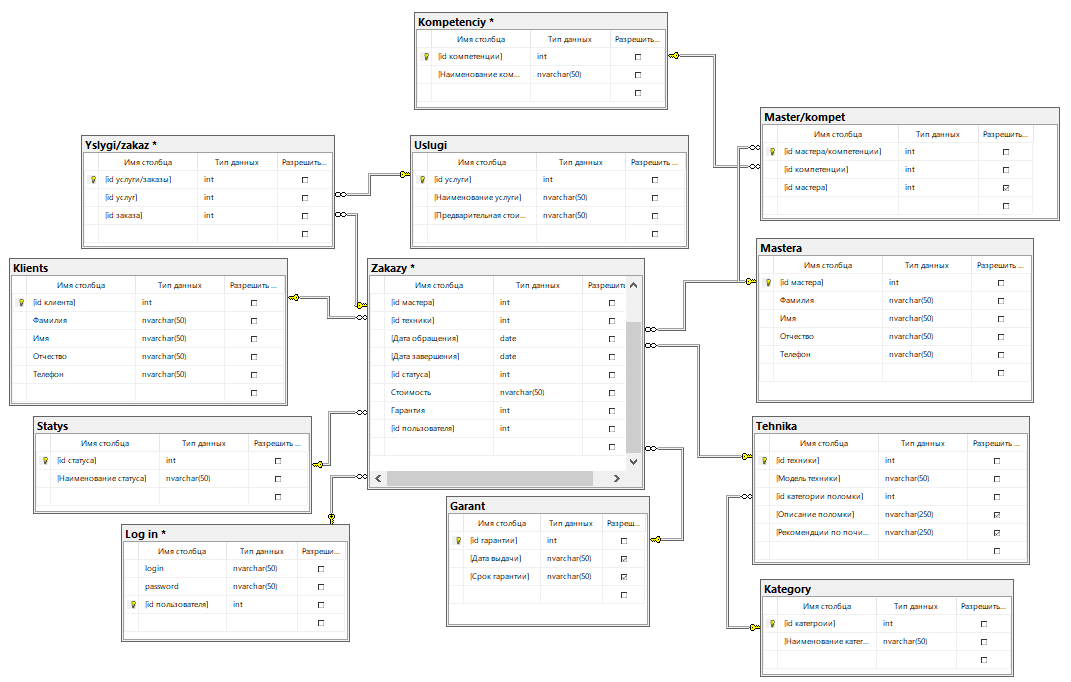 Kompetenciy *
Имя столбца Тип данных Разрешить...
[id компетенции] int
[Наименование ком... nvarchar(50)
Master/kompet
Имя столбца Тип данных Разрешить...
[id мастера/компетенции] int
[id компетенции] int
[id мастера] int
Yslygi/zakaz *
Имя столбца Тип данных Разрешить...
[id услуги/заказы] int
[id услуг] int
[id заказа] int
Uslugi
Имя столбца Тип данных Разрешить...
[id услуги] int
[Наименование услуги] nvarchar(50)
[Предварительная стои... nvarchar(50)
Klients
Имя столбца Тип данных Разрешить ...
[id клиента] int
Фамилия nvarchar(50)
Имя nvarchar(50)
Отчество nvarchar(50)
Телефон nvarchar(50)
Zakazy *
Имя столбца Тип данных Разрешить
[id мастера] int
[id техники] int
[Дата обращения] date
[Дата завершения] date
[id статуса] int
Стоимость nvarchar(50)
Гарантия int
[id пользователя] int
Mastera
Имя столбца Тип данных Разрешить ...
[id мастера] int
Фамилия nvarchar(50)
Имя nvarchar(50)
Отчество nvarchar(50)
Телефон nvarchar(50)
Statys
Имя столбца Тип данных Разрешить ...
[id статуса] int
[Наименование статуса] nvarchar(50)
Tehnika
Имя столбца Тип данных Разрешить ...
[id техники] int
[Модель техники] nvarchar(50)
[id категории поломки] int
[Описание поломки] nvarchar(250)
[Рекомендции по почи... nvarchar(250)
Log in *
Имя столбца Тип данных Разреши...
login nvarchar(50)
password nvarchar(50)
[id пользователя] int
Garant
Имя столбца Тип данных Разреш...
[id гарантии] int
[Дата выдачи] nvarchar(50)
[Срок гарантии] nvarchar(50)
Kategory
Имя столбца Тип данных Разрешить...
[id категроии] int
[Наименование катег... nvarchar(50)